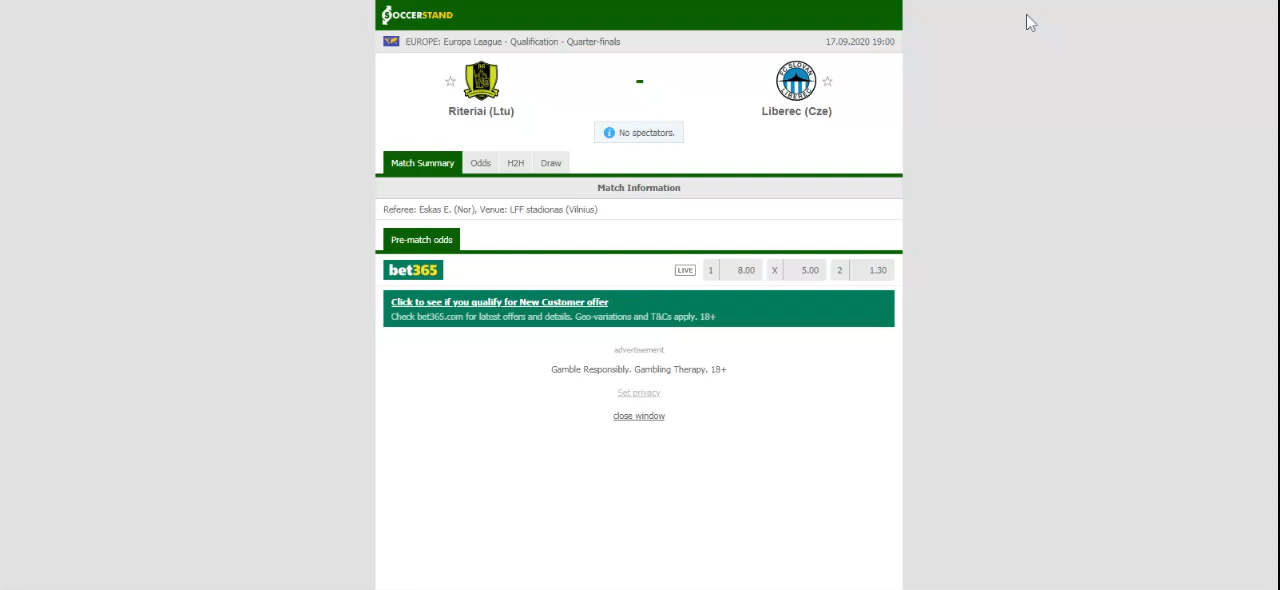 SOCCERSTAND
EUROPE: Europa League - Qualification - Quarter-finals 17.09.2020 19:00
-
Riteriai (Ltu) Liberec (Cze)
FC SLOVAN LIBEREC
i No spectators.
Match Summary Odds H2H Draw
Match Information
Referee: Eskas E. (Nor), Venue: LFF stadionas (Vilnius)
Pre-match odds
bet365 LIVE 1 8.00 X 5.00 2 1.30
Click to see if you qualify for New Customer offer
Check bet365.com for latest offers and details. Geo-variations and T&Cs apply. 18+
advertisement
Gamble Responsibly. Gambling Therapy. 18+
Set privacy
close window